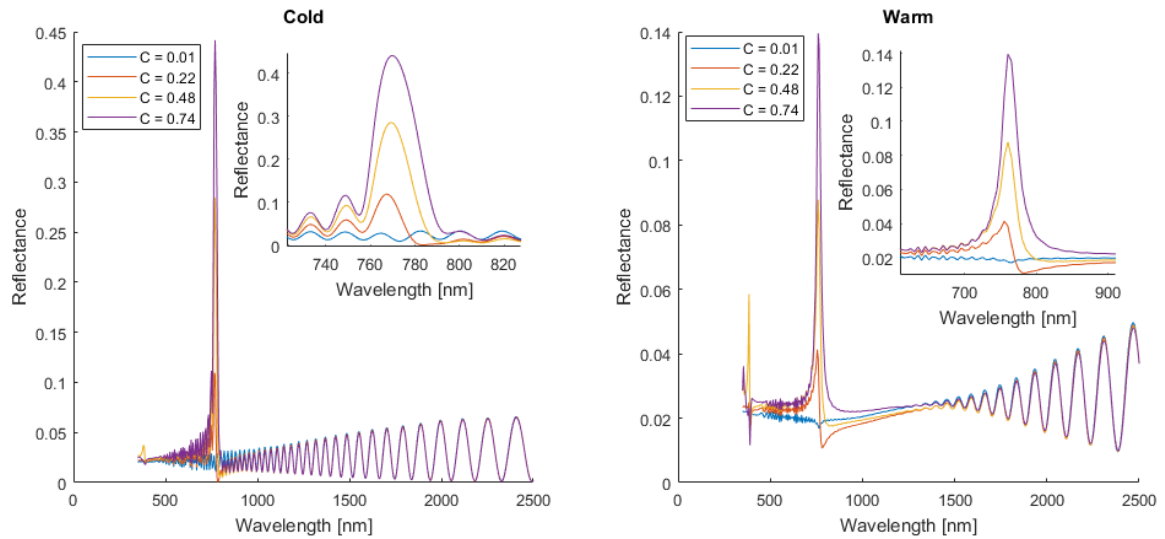 Cold
Reflectance
0.45
0.4
0.35
0.3
0.25
0.2
0.15
0.1
0.05
0
0
500
1000
1500
2000
2500
Wavelength [nm]
C = 0.01
C = 0.22
C = 0.48
C = 0.74
Reflectance
0.4
0.3
0.2
0.1
0
740
760
780
800
820
Wavelength [nm]
Warm
Reflectance
0.14
0.12
0.1
0.08
0.06
0.04
0.02
0
0
500
1000
1500
2000
2500
Wavelength [nm]
C = 0.01
C = 0.22
C = 0.48
C = 0.74
Reflectance
0.14
0.12
0.1
0.08
0.06
0.04
0.02
700
800
900
Wavelength [nm]